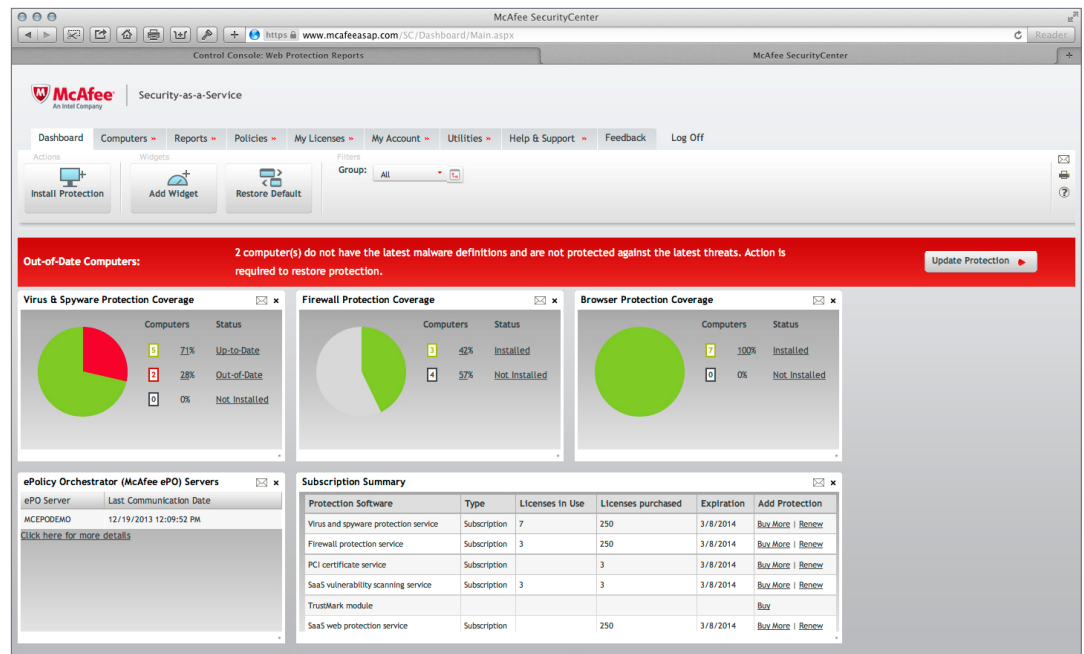 McAfee SecurityCenter
https www.mcafeeasap.com/SC/Dashboard/Main.aspx
Reader
Control Console: Web Protection Reports
McAfee SecurityCenter
McAfee
An Intel Company
Security-as-a-Service
Dashboard Computers » Reports » Policies » My Licenses » My Account » Utilities » Help & Support » Feedback Log Off
Actions Widgets Filters
Install Protection
Add Widget
Restore Default
Group: All
Out-of-Date Computers:
2 computer(s) do not have the latest malware definitions and are not protected against the latest threats. Action is
required to restore protection.
Update Protection
Virus & Spyware Protection Coverage
Computers Status
5 71% Up-to-Date
2 28% Out-of-Date
0 0% Not Installed
Firewall Protection Coverage
Computers Status
3 42% Installed
4 57% Not Installed
Browser Protection Coverage
Computers Status
7 100% Installed
0 0% Not Installed
ePolicy Orchestrator (McAfee ePO) Servers
ePO Server Last Communication Date
MCEPODEMO 12/19/2013 12:09:52 PM
Click here for more details
Subscription Summary
Protection Software Type Licenses in Use Licenses purchased Expiration Add Protection
Virus and spyware protection service Subscription 7 250 3/8/2014 Buy More | Renew
Firewall protection service Subscription 3 250 3/8/2014 Buy More | Renew
PCI certificate service Subscription 3 3/8/2014 Buy More | Renew
SaaS vulnerability scanning service Subscription 3 3 3/8/2014 Buy More | Renew
TrustMark module Buy
SaaS web protection service Subscription 250 3/8/2014 Buy More | Renew